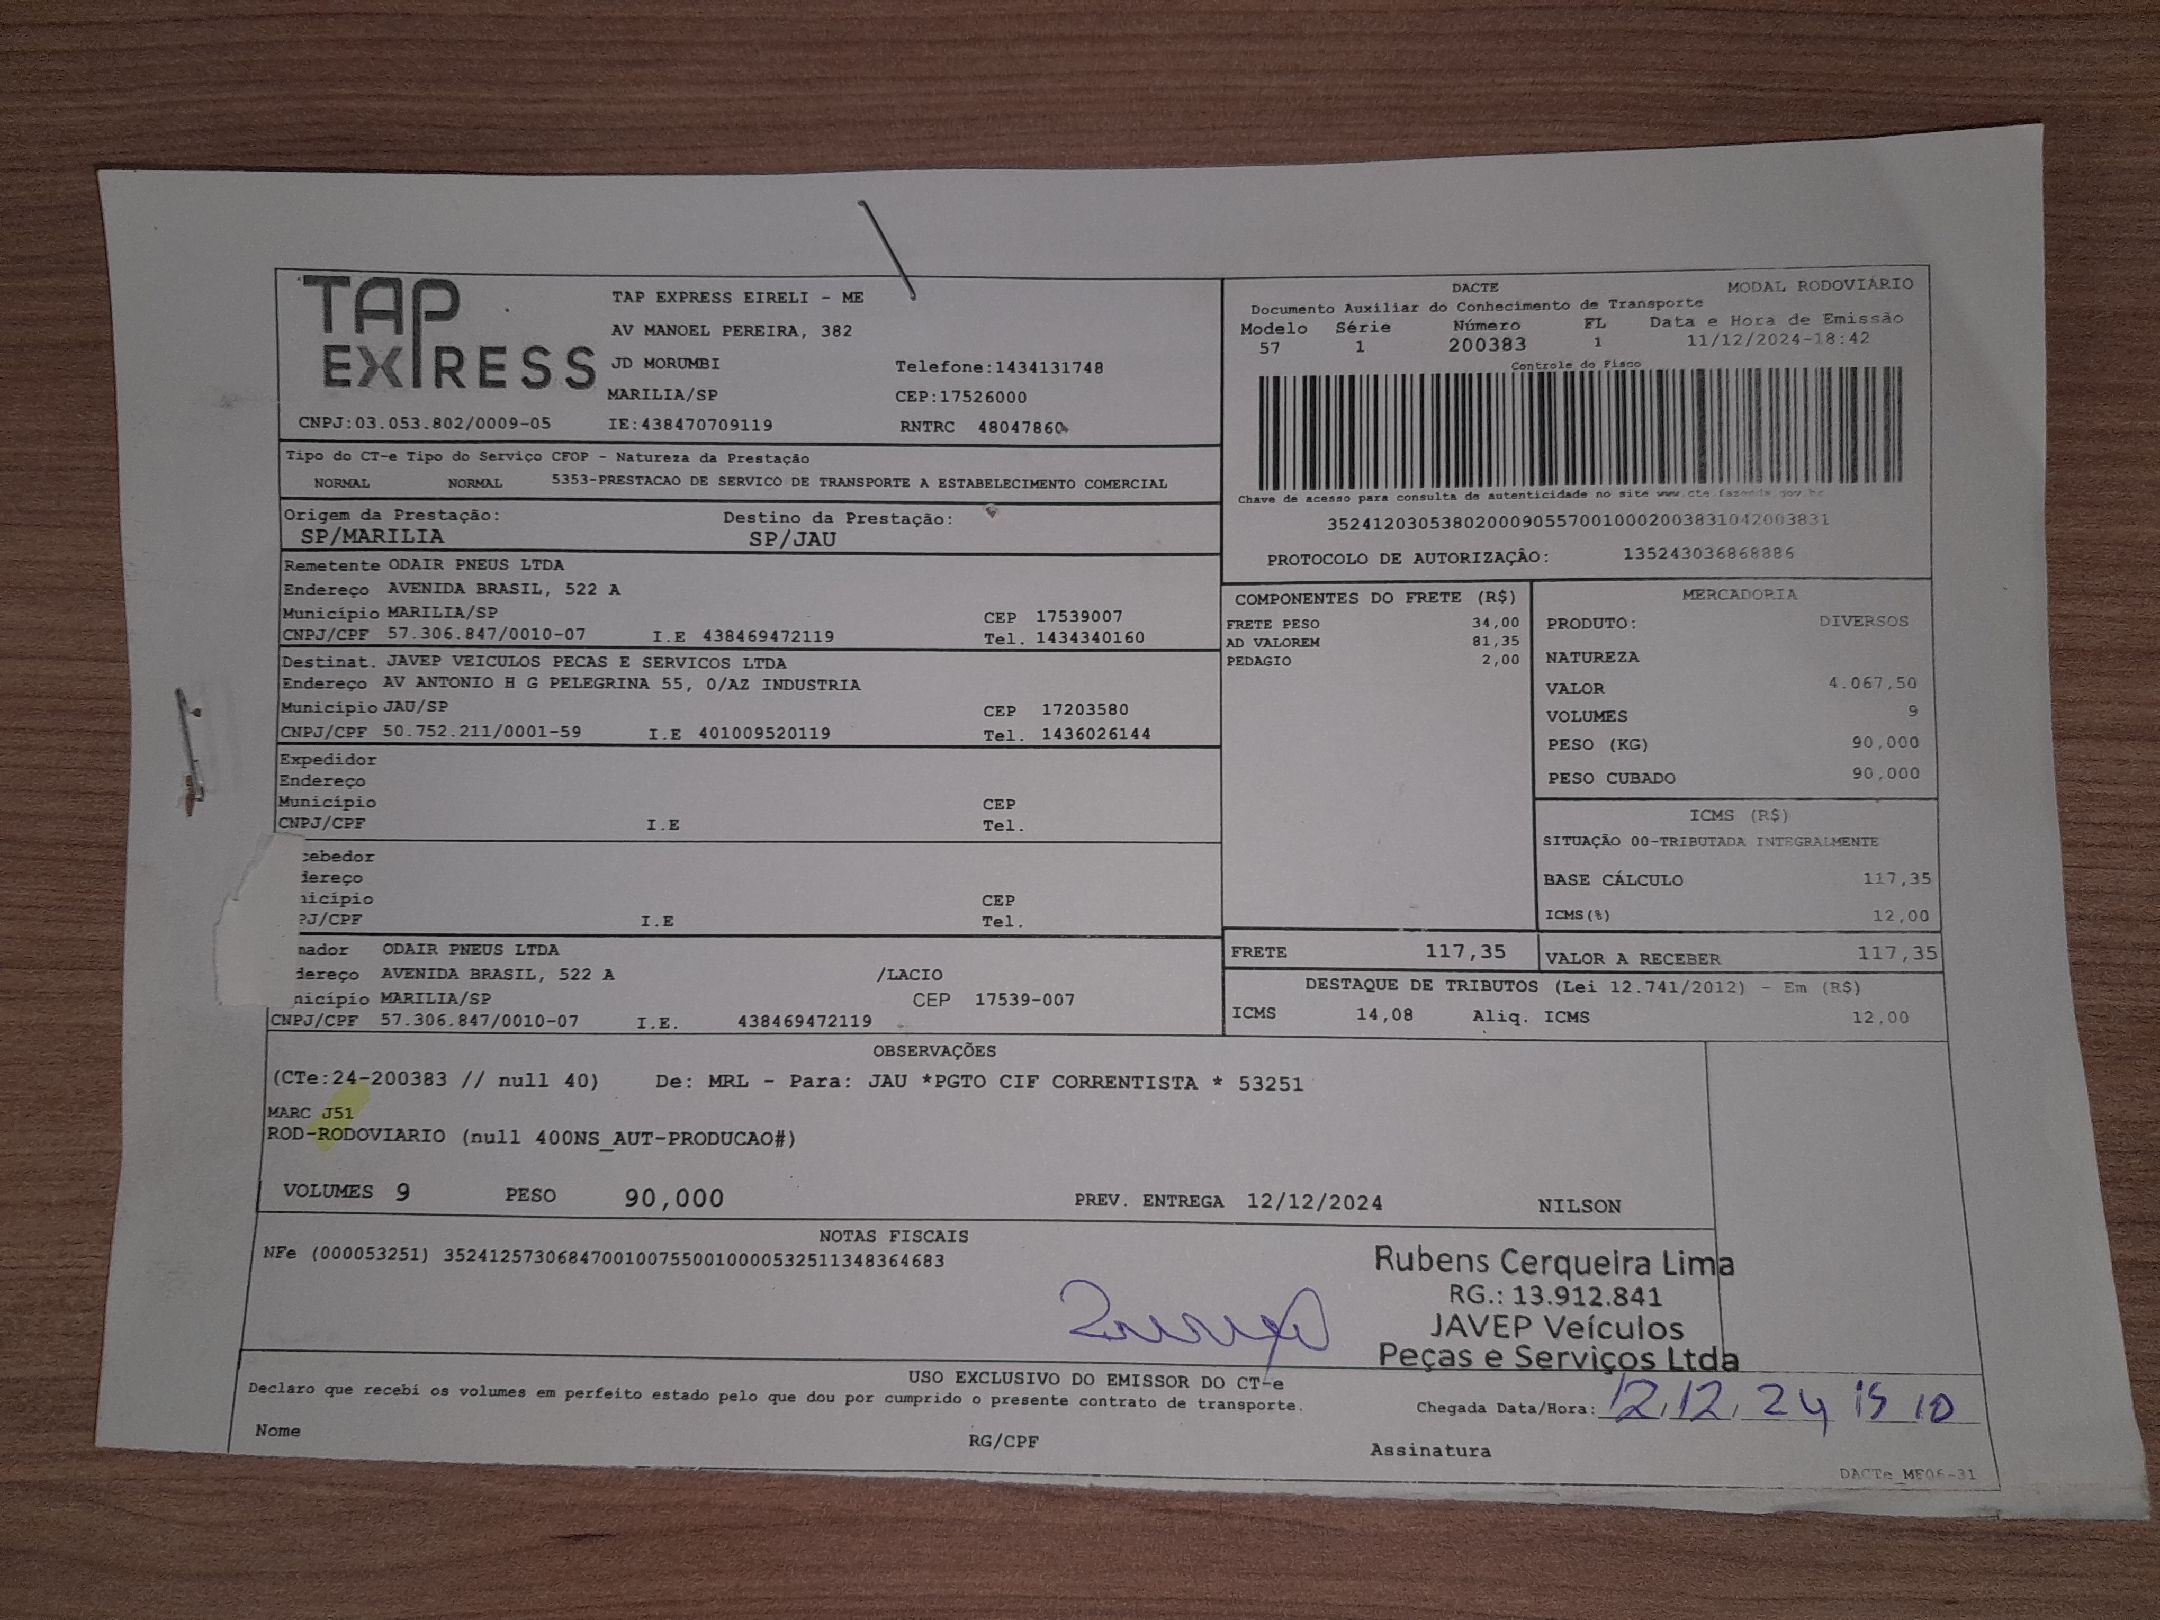 TAP
EXPRESS
TAP EXPRESS EIRELI - ME
AV MANOEL PEREIRA, 382
JD MORUMBI
Telefone:1434131748
MARILIA/SP
CEP:17526000
CNPJ:03.053.802/0009-05
IE:438470709119
RNTRC 48047860
DACTE
MODAL RODOVIÁRIO
Documento Auxiliar do Conhecimento de Transporte
Modelo Série Número FL Data e Hora de Emissão
57 1 200383 1 11/12/2024-18:42
Controle do Fisco
Chave de acesso para consulta de autenticidade no site www.cte.fazenda.gov.br
35241203053802000905570010002003831042003831
PROTOCOLO DE AUTORIZAÇÃO: 135243036868886
Tipo do CT-e Tipo do Serviço CFOP - Natureza da Prestação
NORMAL NORMAL 5353-PRESTACAO DE SERVICO DE TRANSPORTE A ESTABELECIMENTO COMERCIAL
Origem da Prestação: Destino da Prestação:
SP/MARILIA SP/JAU
Remetente ODAIR PNEUS LTDA
Endereço AVENIDA BRASIL, 522 A
Município MARILIA/SP CEP 17539007
CNPJ/CPF 57.306.847/0010-07 I.E 438469472119 Tel. 1434340160
Destinat. JAVEP VEICULOS PECAS E SERVICOS LTDA
Endereço AV ANTONIO H G PELEGRINA 55, 0/AZ INDUSTRIA
Município JAU/SP CEP 17203580
CNPJ/CPF 50.752.211/0001-59 I.E 401009520119 Tel. 1436026144
Expedidor
Endereço
Município CEP
CNPJ/CPF I.E Tel.
cebedor
dereço
nicípio CEP
PJ/CPF I.E Tel.
mador ODAIR PNEUS LTDA
dereço AVENIDA BRASIL, 522 A /LACIO
nicípio MARILIA/SP CEP 17539-007
CNPJ/CPF 57.306.847/0010-07 I.E. 438469472119
COMPONENTES DO FRETE (R$)
FRETE PESO 34,00
AD VALOREM 81,35
PEDAGIO 2,00
MERCADORIA
PRODUTO: DIVERSOS
NATUREZA
VALOR 4.067,50
VOLUMES 9
PESO (KG) 90,000
PESO CUBADO 90,000
ICMS (R$)
SITUAÇÃO 00-TRIBUTADA INTEGRALMENTE
BASE CÁLCULO 117,35
ICMS(%) 12,00
FRETE 117,35
VALOR A RECEBER 117,35
DESTAQUE DE TRIBUTOS (Lei 12.741/2012) - Em (R$)
ICMS 14,08 Aliq. ICMS 12,00
OBSERVAÇÕES
(CTe:24-200383 // null 40) De: MRL - Para: JAU *PGTO CIF CORRENTISTA * 53251
MARC J51
ROD-RODOVIARIO (null 400NS_AUT-PRODUCAO#)
VOLUMES 9 PESO 90,000 PREV. ENTREGA 12/12/2024 NILSON
NOTAS FISCAIS
NFe (000053251) 35241257306847001007550010000532511348364683
Rubens Cerqueira Lima
RG.: 13.912.841
JAVEP Veículos
Peças e Serviços Ltda
USO EXCLUSIVO DO EMISSOR DO CT-e
Declaro que recebi os volumes em perfeito estado pelo que dou por cumprido o presente contrato de transporte.
Chegada Data/Hora: 12.12.24 15 10
Nome RG/CPF Assinatura
DACTe_ME06-31